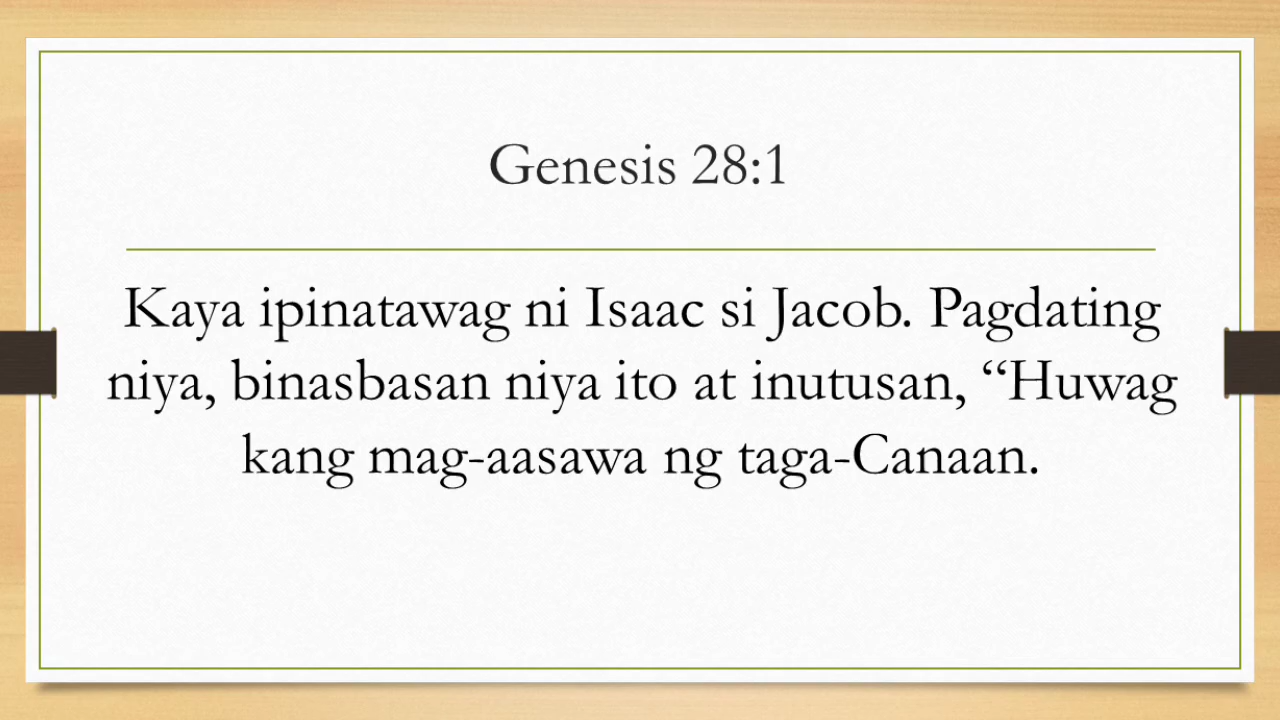 Genesis 28:1
Kaya ipinatawag ni Isaac si Jacob. Pagdating
niya, binasbasan niya ito at inutusan, “Huwag
kang mag-aasawa ng taga-Canaan.